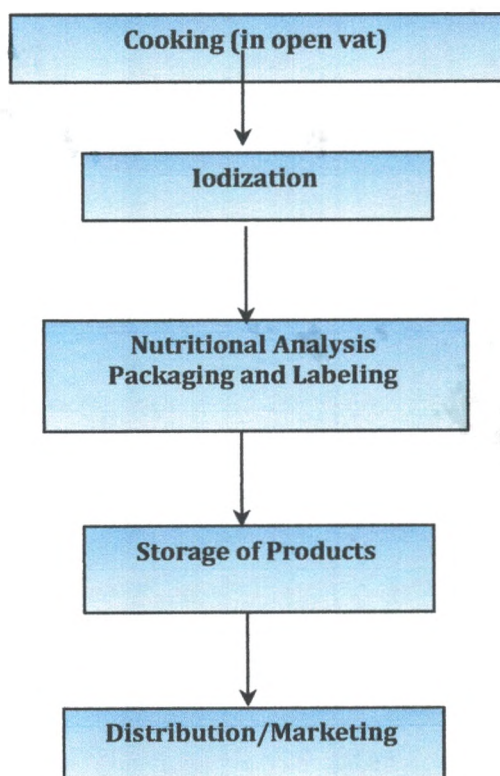 Cooking (in open vat)
Iodization
Nutritional Analysis
Packaging and Labeling
Storage of Products
Distribution/Marketing